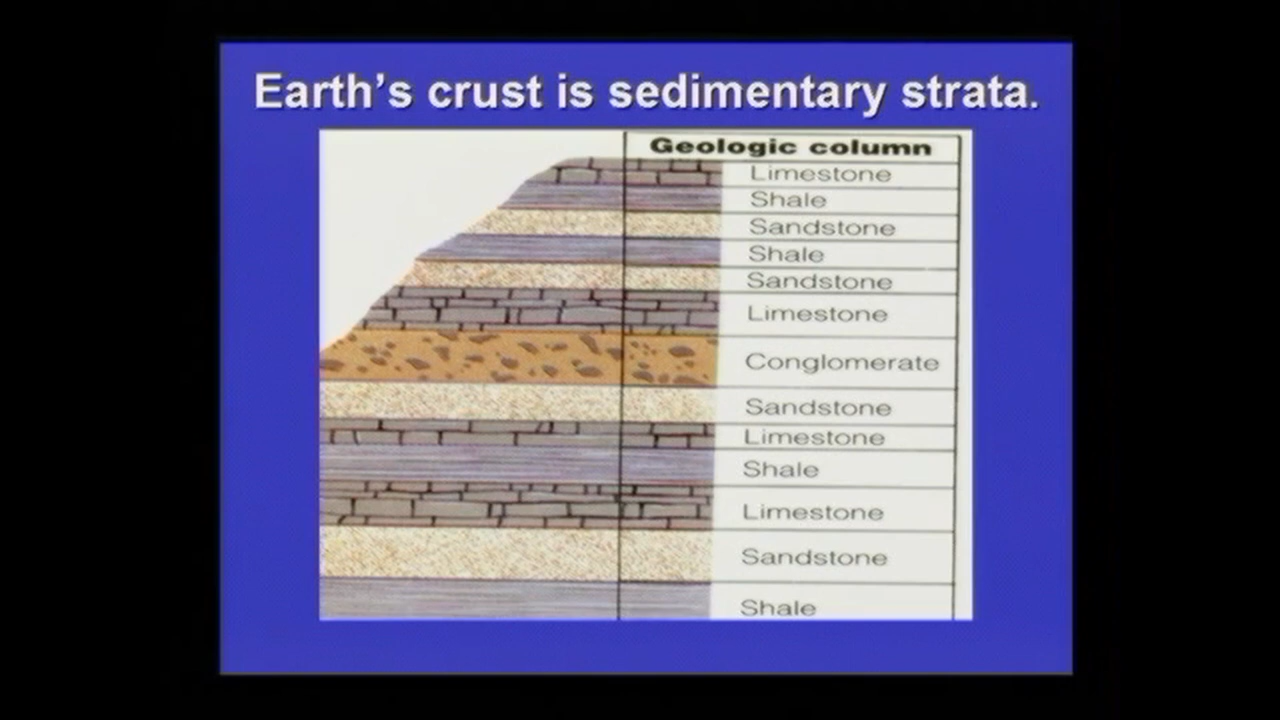 Earth's crust is sedimentary strata.
Geologic column
Limestone
Shale
Sandstone
Shale
Sandstone
Limestone
Conglomerate
Sandstone
Limestone
Shale
Limestone
Sandstone
Shale